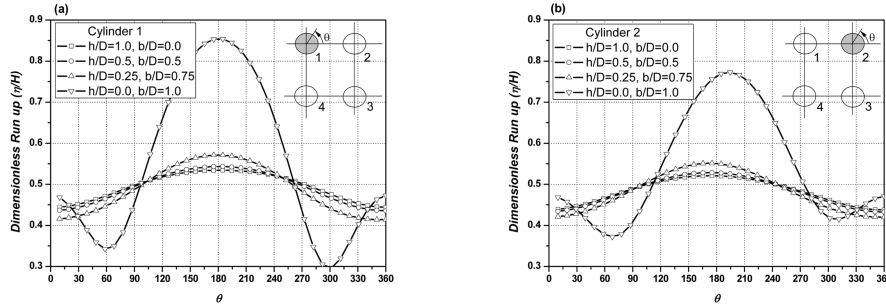 (a)
Cylinder 1
h/D=1.0, b/D=0.0
h/D=0.5, b/D=0.5
h/D=0.25, b/D=0.75
h/D=0.0, b/D=1.0
θ
1 2
4 3
Dimensionless Run up (η/H)
0.9
0.8
0.7
0.6
0.5
0.4
0.3
0 30 60 90 120 150 180 210 240 270 300 330 360
θ
(b)
Cylinder 2
h/D=1.0, b/D=0.0
h/D=0.5, b/D=0.5
h/D=0.25, b/D=0.75
h/D=0.0, b/D=1.0
θ
1 2
4 3
Dimensionless Run up (η/H)
0.9
0.8
0.7
0.6
0.5
0.4
0.3
0 30 60 90 120 150 180 210 240 270 300 330 360
θ